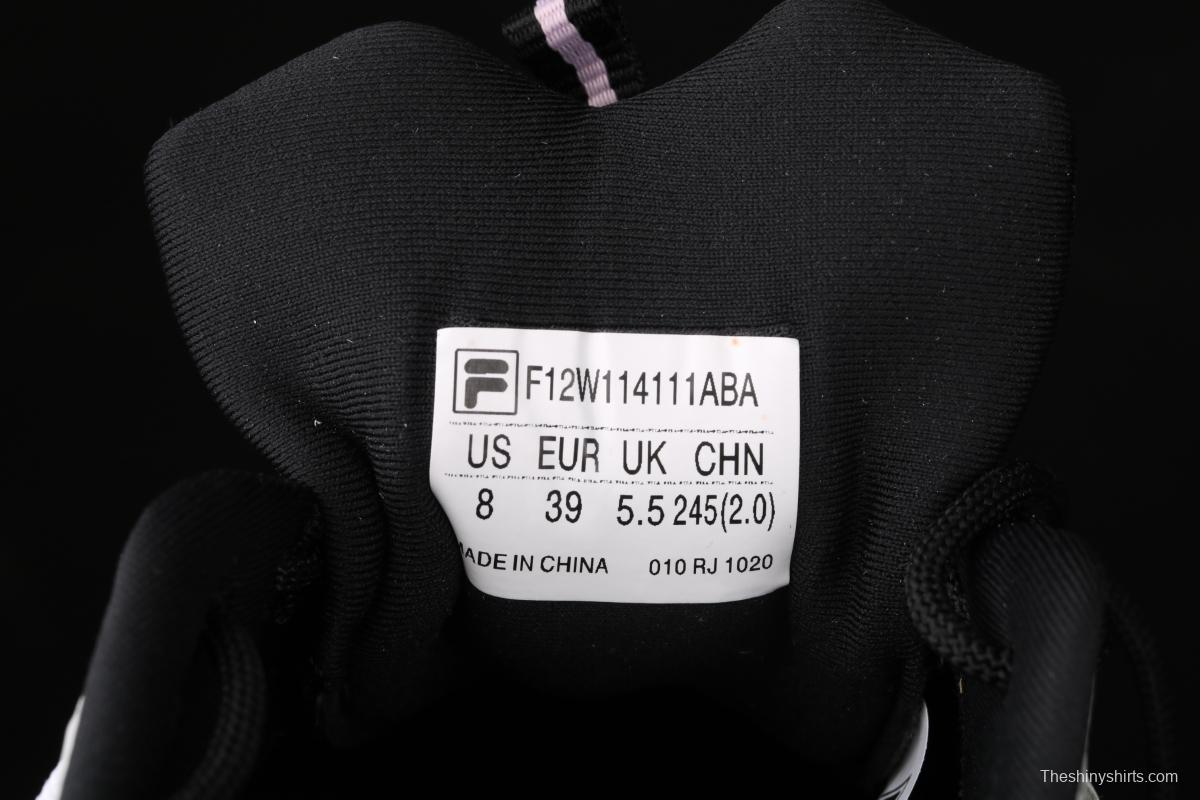 F12W114111ABA
US EUR UK CHN
8 39 5.5 245(2.0)
MADE IN CHINA 010 RJ 1020
Theshinyshirts.com